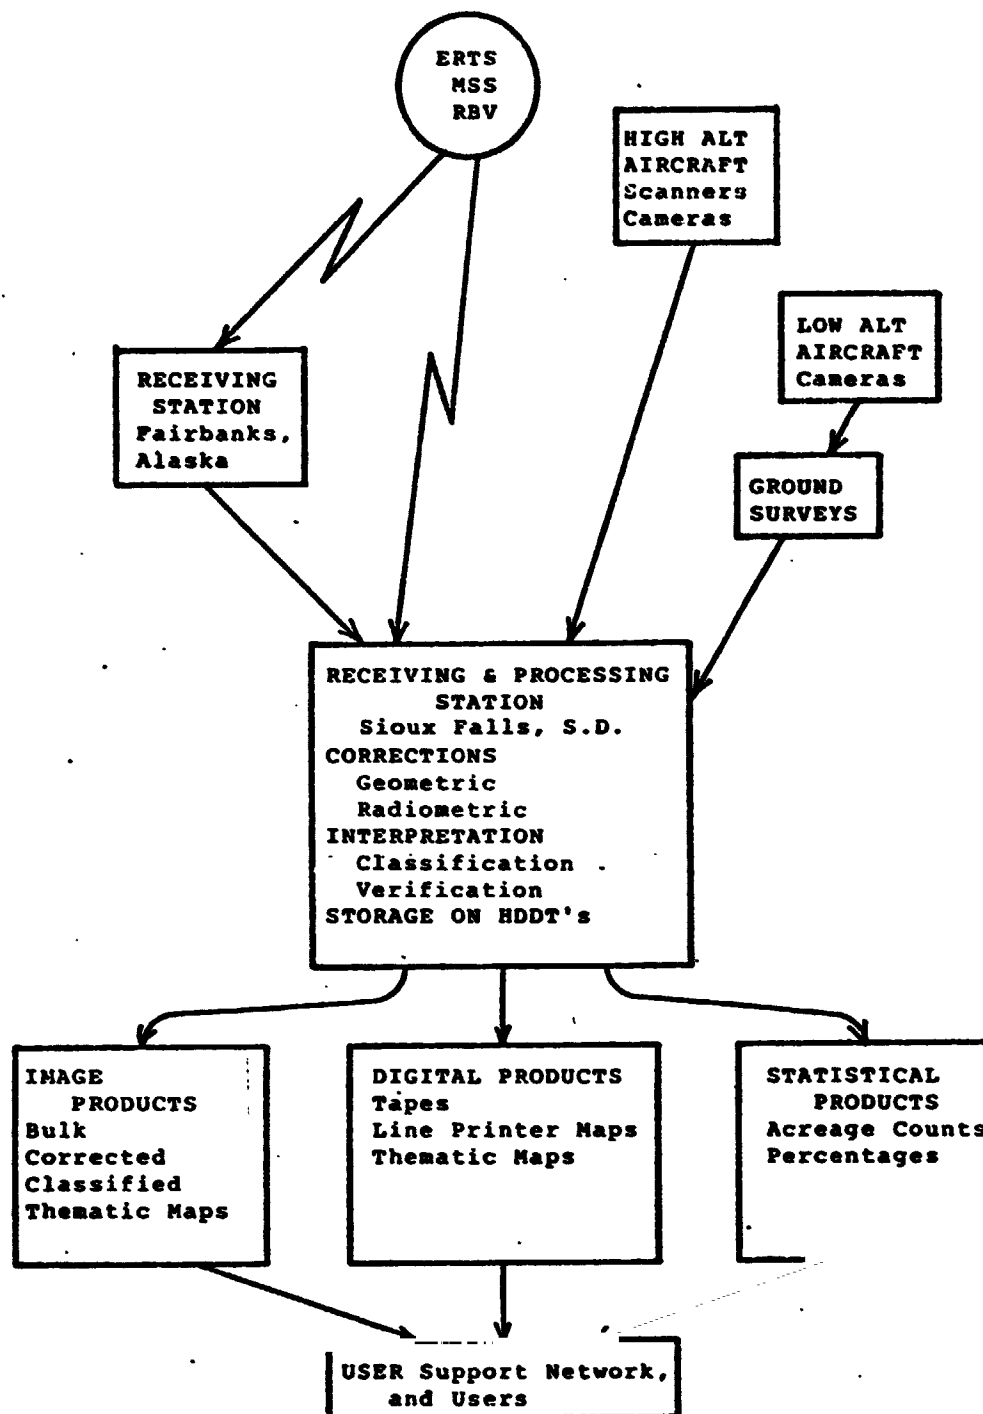 ERTS
MSS
RBV
HIGH ALT
AIRCRAFT
Scanners
Cameras
LOW ALT
AIRCRAFT
Cameras
RECEIVING
STATION
Fairbanks,
Alaska
GROUND
SURVEYS
RECEIVING & PROCESSING
STATION
Sioux Falls, S.D.
CORRECTIONS
Geometric
Radiometric
INTERPRETATION
Classification
Verification
STORAGE ON HDDT's
IMAGE
PRODUCTS
Bulk
Corrected
Classified
Thematic Maps
DIGITAL PRODUCTS
Tapes
Line Printer Maps
Thematic Maps
STATISTICAL
PRODUCTS
Acreage Counts
Percentages
USER Support Network,
and Users